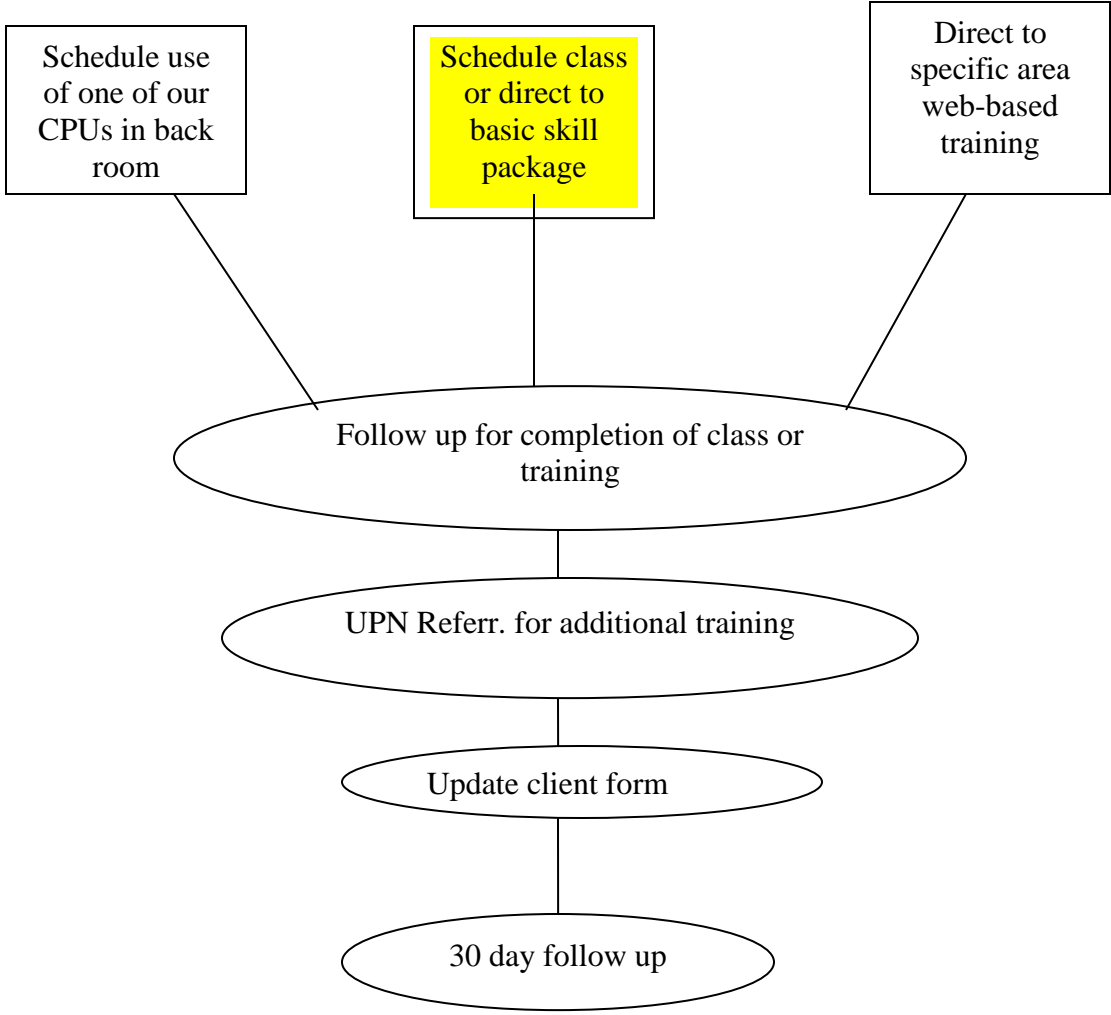 Schedule use
of one of our
CPUs in back
room
Schedule class
or direct to
basic skill
package
Direct to
specific area
web-based
training
Follow up for completion of class or
training
UPN Referr. for additional training
Update client form
30 day follow up